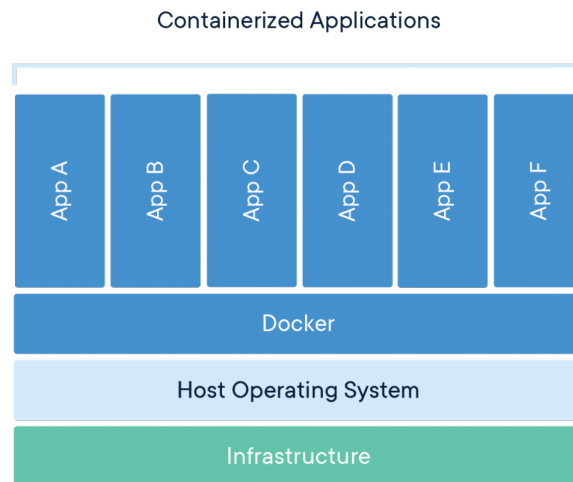 Containerized Applications
App A
App B
App C
App D
App E
App F
Docker
Host Operating System
Infrastructure